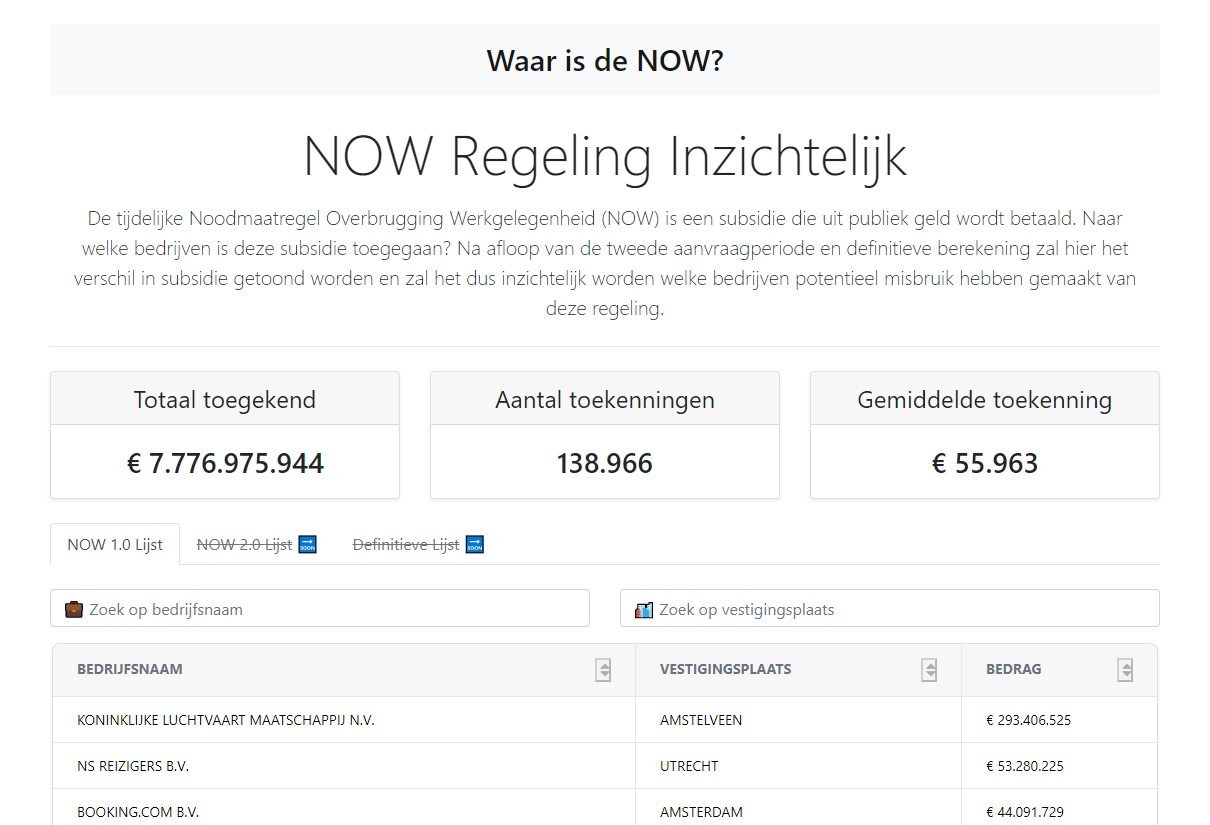 Waar is de NOW?
NOW Regeling Inzichtelijk
De tijdelijke Noodmaatregel Overbrugging Werkgelegenheid (NOW) is een subsidie die uit publiek geld wordt betaald. Naar
welke bedrijven is deze subsidie toegegaan? Na afloop van de tweede aanvraagperiode en definitieve berekening zal hier het
verschil in subsidie getoond worden en zal het dus inzichtelijk worden welke bedrijven potentieel misbruik hebben gemaakt van
deze regeling.
Totaal toegekend
€ 7.776.975.944
Aantal toekenningen
138.966
Gemiddelde toekenning
€ 55.963
NOW 1.0 Lijst NOW 2.0 Lijst SOON Definitieve Lijst SOON
Zoek op bedrijfsnaam Zoek op vestigingsplaats
BEDRIJFSNAAM VESTIGINGSPLAATS BEDRAG
KONINKLIJKE LUCHTVAART MAATSCHAPPIJ N.V. AMSTELVEEN € 293.406.525
NS REIZIGERS B.V. UTRECHT € 53.280.225
BOOKING.COM B.V. AMSTERDAM € 44.091.729